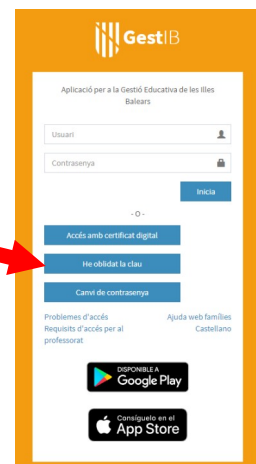 GestIB
Aplicació per a la Gestió Educativa de les Illes
Balears
Usuari
Contrasenya
Inicia
- O -
Accés amb certificat digital
He oblidat la clau
Canvi de contrasenya
Problemes d'accés
Ajuda web famílies
Requisits d'accés per al
professorat
Castellano
DISPONIBLE A
Google Play
Consíguelo en el
App Store